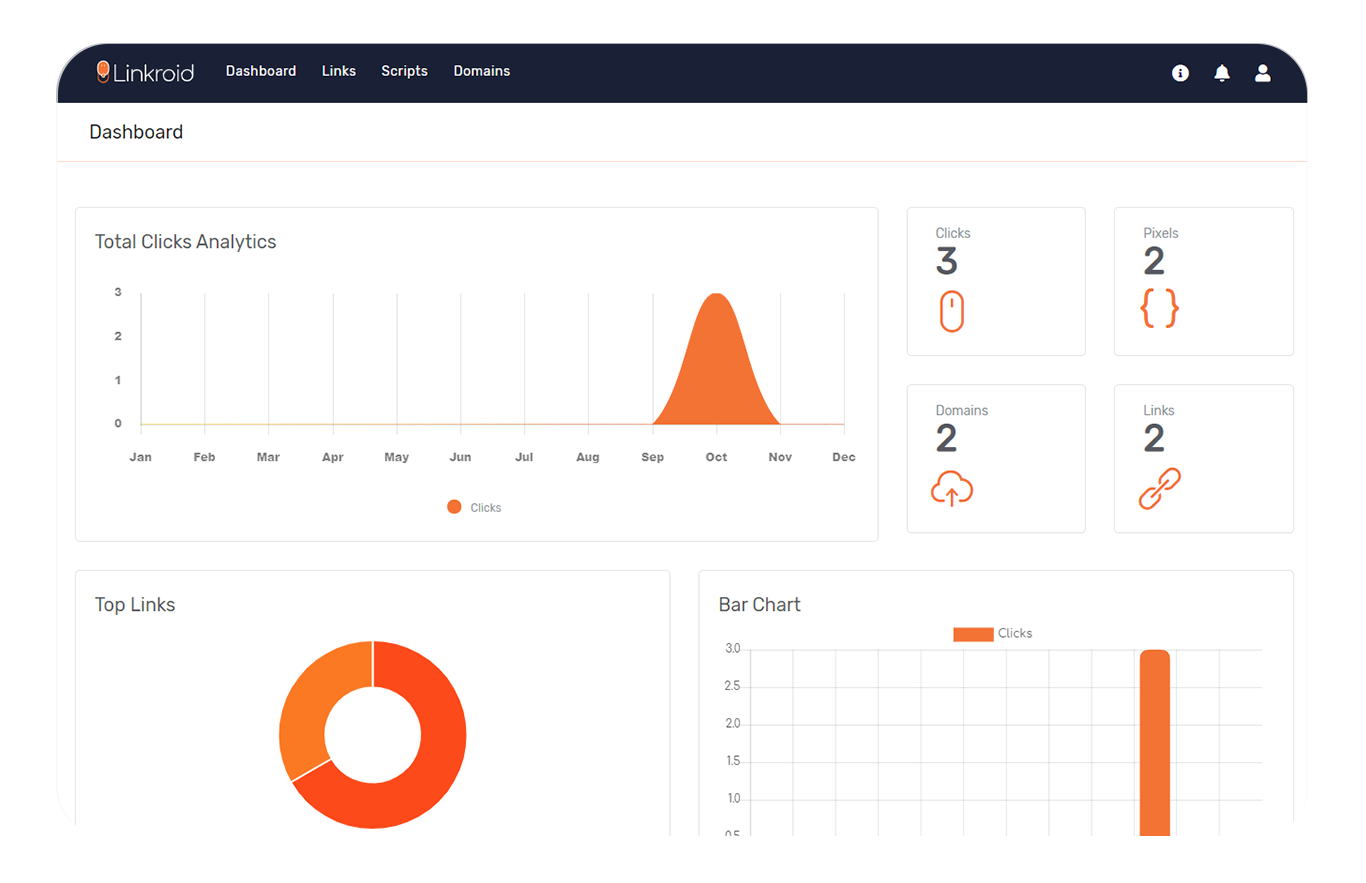 Linkroid Dashboard Links Scripts Domains
Dashboard
Total Clicks Analytics
3
2
1
0
Jan Feb Mar Apr May Jun Jul Aug Sep Oct Nov Dec
Clicks
Clicks
3
Pixels
2
{ }
Domains
2
Links
2
Top Links
Bar Chart
Clicks
3.0
2.5
2.0
1.5
1.0
0.5